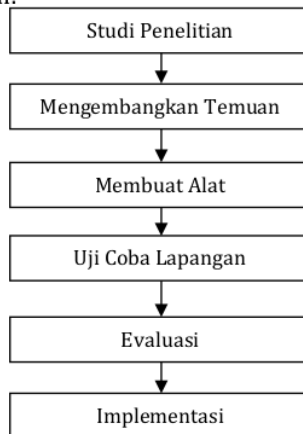 Studi Penelitian
Mengembangkan Temuan
Membuat Alat
Uji Coba Lapangan
Evaluasi
Implementasi